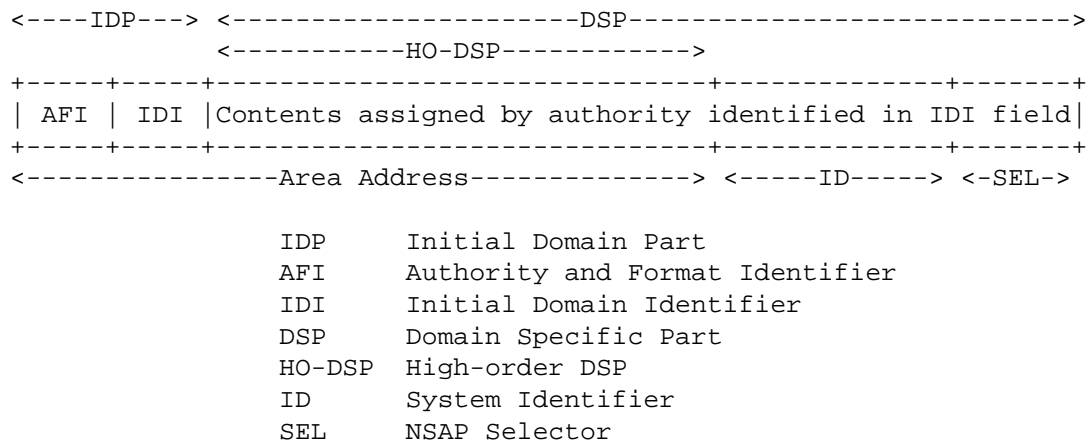 <----IDP---> <----------------------DSP---------------------------->
<-----------HO-DSP------------>
+-----+-----+-------------------------------+--------------+-------+
| AFI | IDI |Contents assigned by authority identified in IDI field|
+-----+-----+-------------------------------+--------------+-------+
<----------------Area Address--------------> <-----ID-----> <-SEL->
IDP Initial Domain Part
AFI Authority and Format Identifier
IDI Initial Domain Identifier
DSP Domain Specific Part
HO-DSP High-order DSP
ID System Identifier
SEL NSAP Selector